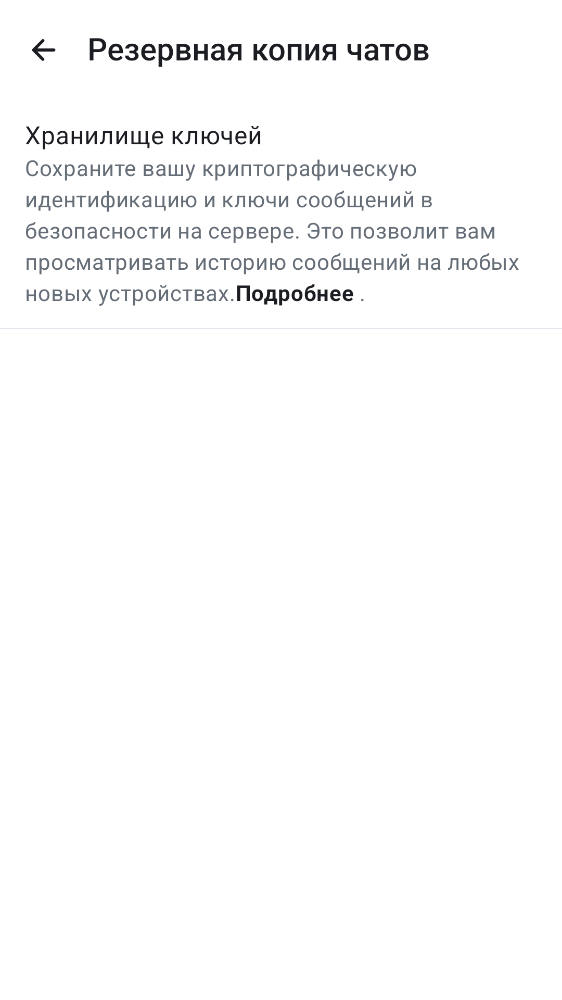 Резервная копия чатов
Хранилище ключей
Сохраните вашу криптографическую
идентификацию и ключи сообщений в
безопасности на сервере. Это позволит вам
просматривать историю сообщений на любых
новых устройствах.Подробнее .